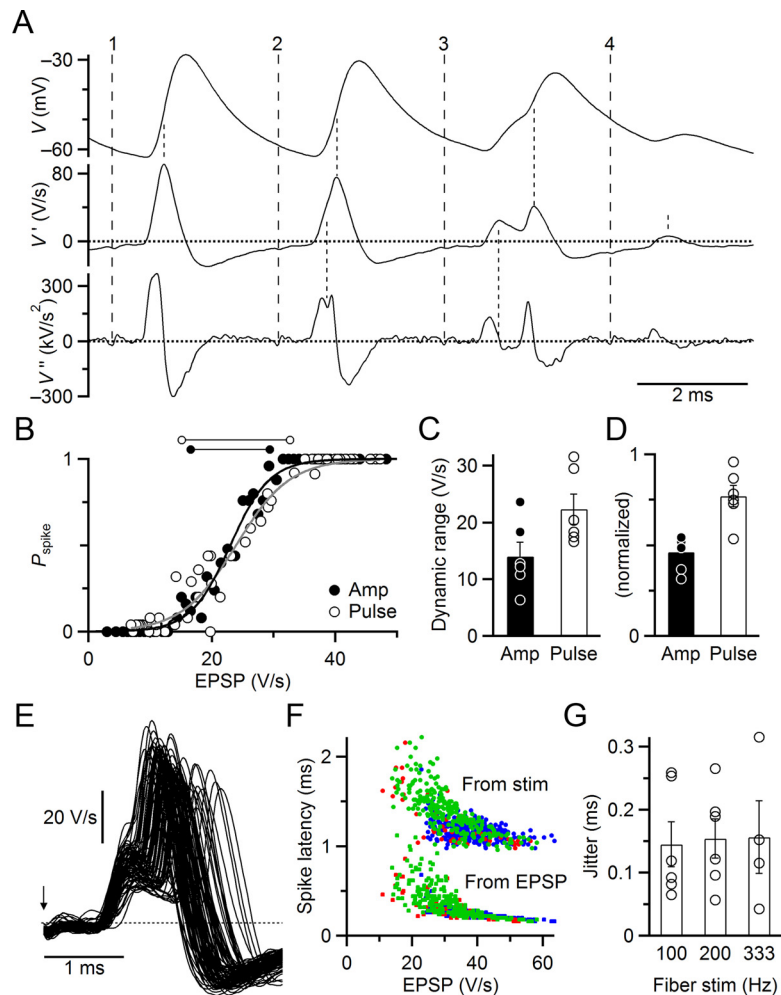 A
1 2 3 4
−30
V (mV)
−60
80
V' (V/s)
0
300
V'' (kV/s²)
0
−300
2 ms
B
1
Pspike
0
Amp
Pulse
0 20 40
EPSP (V/s)
C
30
20
10
0
Dynamic range (V/s)
Amp Pulse
D
1
0
(normalized)
Amp Pulse
E
20 V/s
1 ms
F
2
1
0
Spike latency (ms)
From stim
From EPSP
0 20 40 60
EPSP (V/s)
G
0.3
0.2
0.1
0
Jitter (ms)
100 200 333
Fiber stim (Hz)